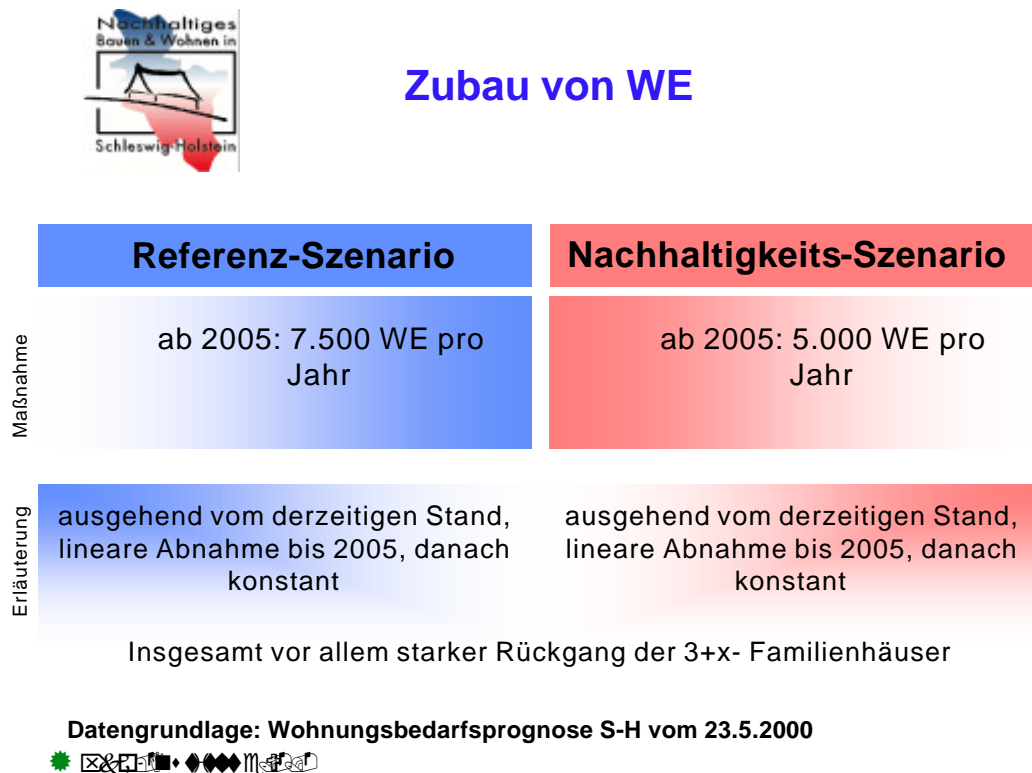 Nachhaltiges
Bauen & Wohnen in
Schleswig-Holstein
Zubau von WE
Referenz-Szenario
Nachhaltigkeits-Szenario
Maßnahme
ab 2005: 7.500 WE pro
Jahr
ab 2005: 5.000 WE pro
Jahr
Erläuterung
ausgehend vom derzeitigen Stand,
lineare Abnahme bis 2005, danach
konstant
ausgehend vom derzeitigen Stand,
lineare Abnahme bis 2005, danach
konstant
Insgesamt vor allem starker Rückgang der 3+x- Familienhäuser
Datengrundlage: Wohnungsbedarfsprognose S-H vom 23.5.2000